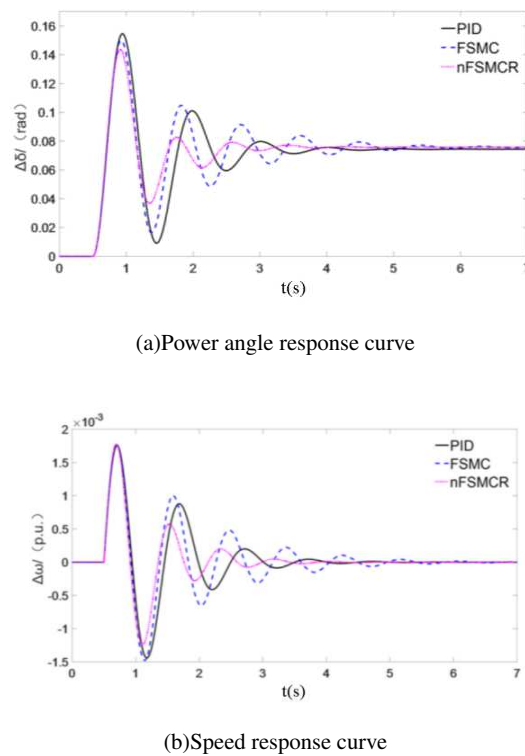 0.16
0.14
0.12
0.1
0.08
0.06
0.04
0.02
0
Δδ/（rad）
PID
FSMC
nFSMCR
0 1 2 3 4 5 6 7
t(s)
(a)Power angle response curve
×10-3
2
1.5
1
0.5
0
-0.5
-1
-1.5
Δω/（p.u.）
PID
FSMC
nFSMCR
0 1 2 3 4 5 6 7
t(s)
(b)Speed response curve